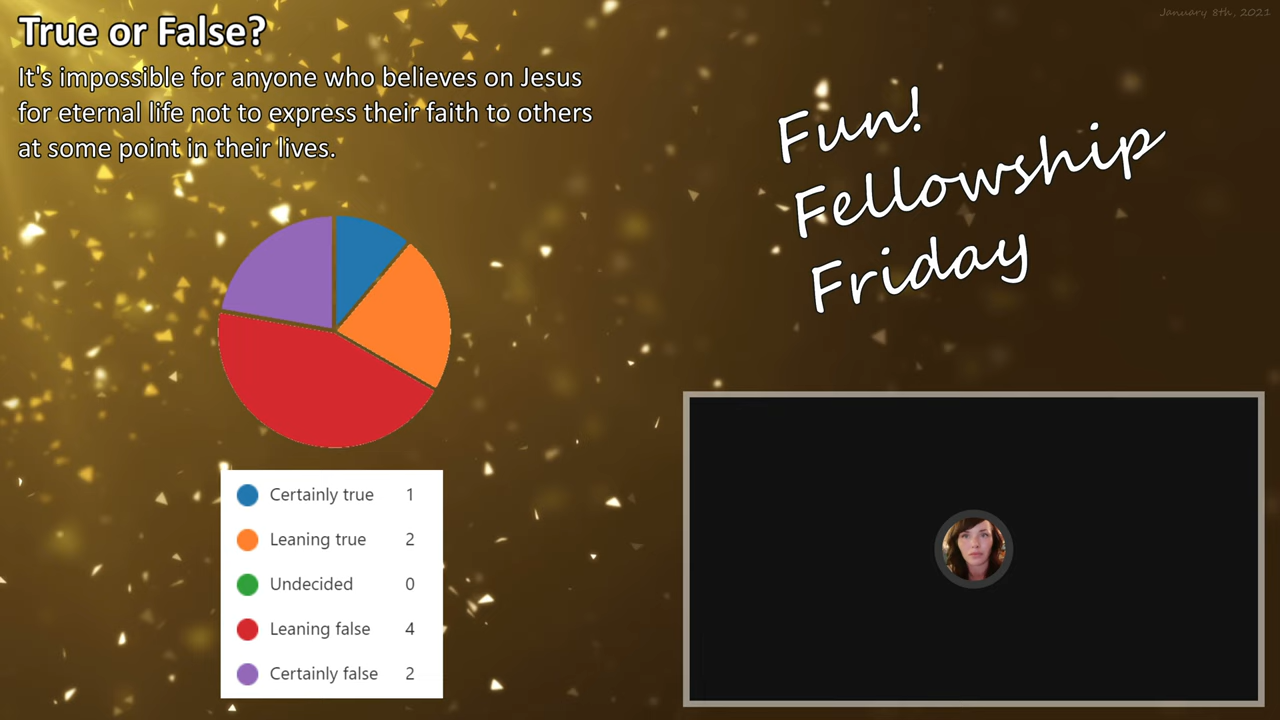 True or False?
It's impossible for anyone who believes on Jesus
for eternal life not to express their faith to others
at some point in their lives.
January 8th, 2021
Fun!
Fellowship
Friday
Certainly true 1
Leaning true 2
Undecided 0
Leaning false 4
Certainly false 2